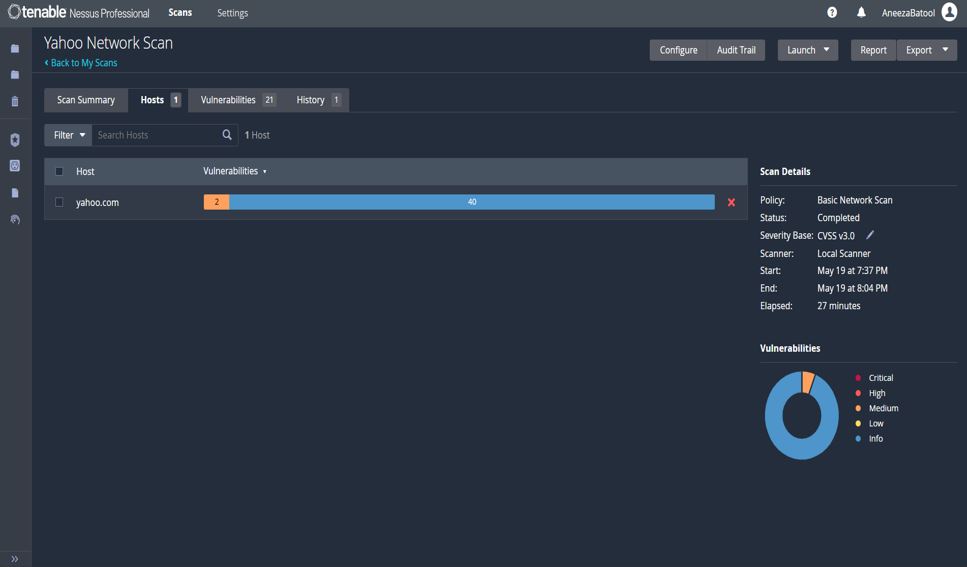 tenable Nessus Professional Scans Settings AneezaBatool
Yahoo Network Scan
Back to My Scans
Configure Audit Trail Launch Report Export
Scan Summary Hosts 1 Vulnerabilities 21 History 1
Filter Search Hosts 1 Host
Host Vulnerabilities
yahoo.com 2 40
Scan Details
Policy: Basic Network Scan
Status: Completed
Severity Base: CVSS v3.0
Scanner: Local Scanner
Start: May 19 at 7:37 PM
End: May 19 at 8:04 PM
Elapsed: 27 minutes
Vulnerabilities
Critical
High
Medium
Low
Info